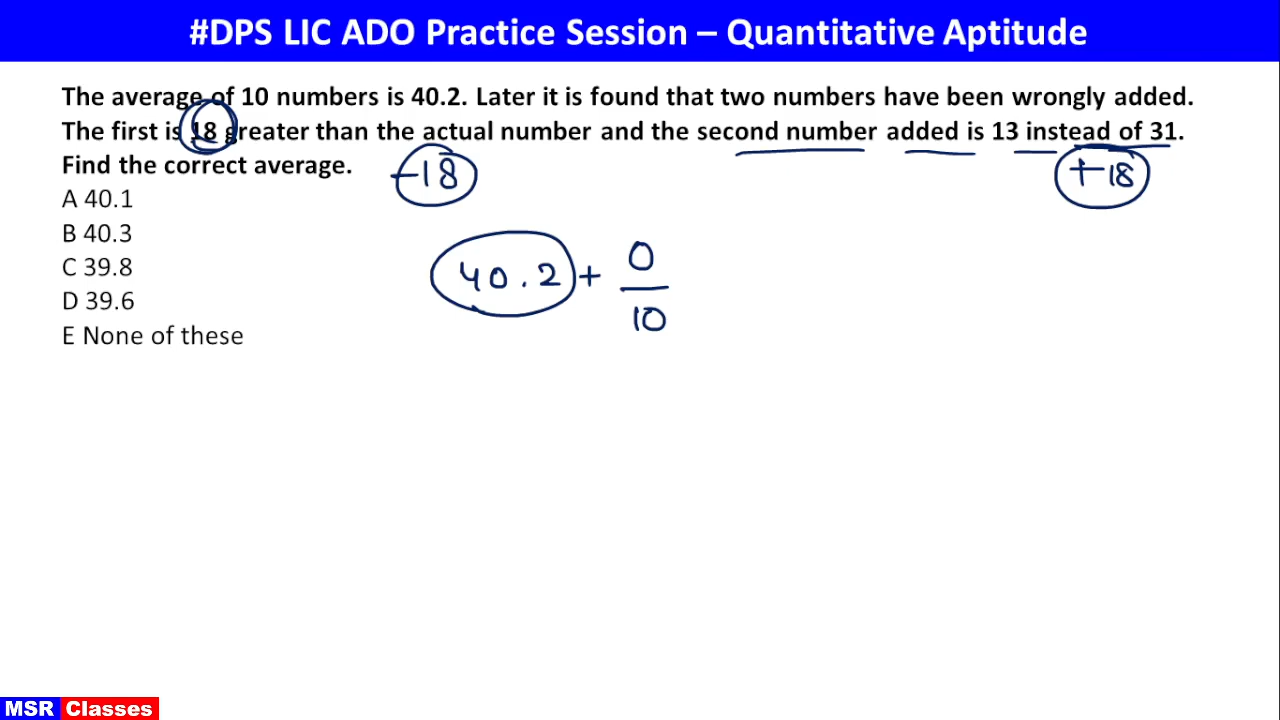 #DPS LIC ADO Practice Session – Quantitative Aptitude
The average of 10 numbers is 40.2. Later it is found that two numbers have been wrongly added.
The first is 18 greater than the actual number and the second number added is 13 instead of 31.
Find the correct average.
-18
+18
A 40.1
B 40.3
C 39.8
D 39.6
E None of these
40.2 + 0
10
MSR Classes